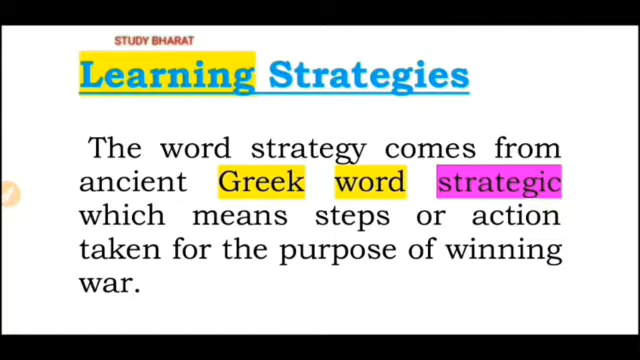 STUDY BHARAT
Learning Strategies
The word strategy comes from
ancient Greek word strategic
which means steps or action
taken for the purpose of winning
war.